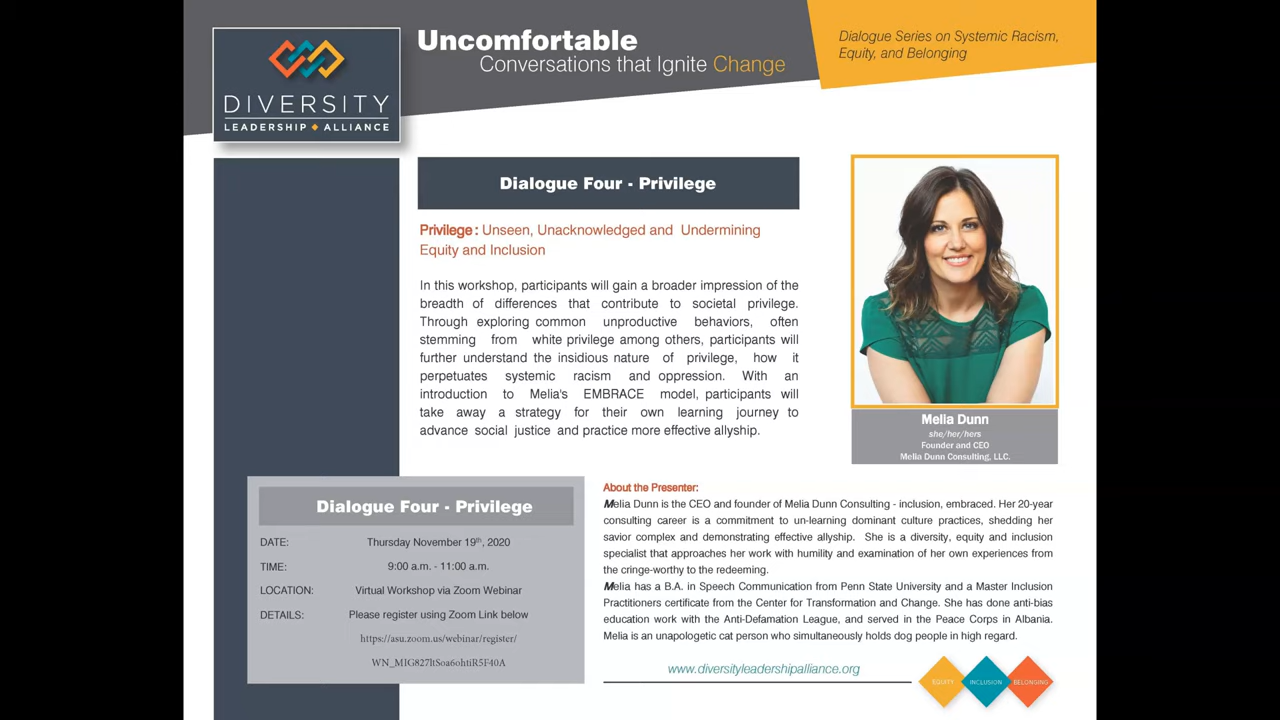 Uncomfortable
Conversations that Ignite Change
Dialogue Series on Systemic Racism,
Equity, and Belonging
DIVERSITY
LEADERSHIP ALLIANCE
Dialogue Four - Privilege
Privilege: Unseen, Unacknowledged and Undermining
Equity and Inclusion
In this workshop, participants will gain a broader impression of the
breadth of differences that contribute to societal privilege.
Through exploring common unproductive behaviors, often
stemming from white privilege among others, participants will
further understand the insidious nature of privilege, how it
perpetuates systemic racism and oppression. With an
introduction to Melia's EMBRACE model, participants will
take away a strategy for their own learning journey to
advance social justice and practice more effective allyship.
Melia Dunn
she/her/hers
Founder and CEO
Melia Dunn Consulting, LLC.
Dialogue Four - Privilege
DATE: Thursday November 19th, 2020
TIME: 9:00 a.m. - 11:00 a.m.
LOCATION: Virtual Workshop via Zoom Webinar
DETAILS: Please register using Zoom Link below
https://asu.zoom.us/webinar/register/
WN_MIG827ltSoa6ohtiR5F40A
About the Presenter:
Melia Dunn is the CEO and founder of Melia Dunn Consulting - inclusion, embraced. Her 20-year
consulting career is a commitment to un-learning dominant culture practices, shedding her
savior complex and demonstrating effective allyship. She is a diversity, equity and inclusion
specialist that approaches her work with humility and examination of her own experiences from
the cringe-worthy to the redeeming.
Melia has a B.A. in Speech Communication from Penn State University and a Master Inclusion
Practitioners certificate from the Center for Transformation and Change. She has done anti-bias
education work with the Anti-Defamation League, and served in the Peace Corps in Albania.
Melia is an unapologetic cat person who simultaneously holds dog people in high regard.
www.diversityleadershipalliance.org
EQUITY INCLUSION BELONGING